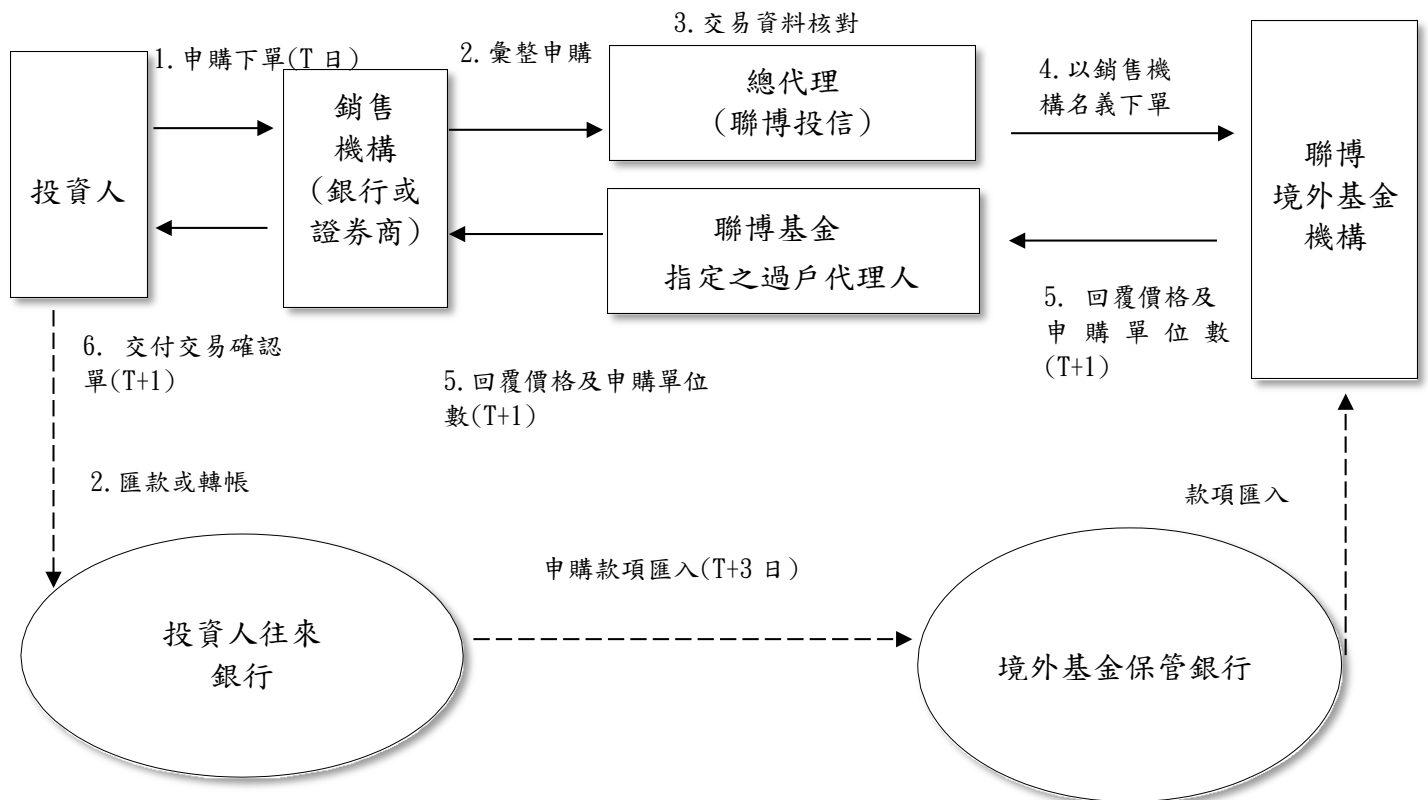 3.交易資料核對
1.申購下單(T 日)
2.彙整申購
4.以銷售機
構名義下單
投資人
銷售
機構
(銀行或
證券商)
總代理
(聯博投信)
聯博基金
指定之過戶代理人
聯博
境外基金
機構
6. 交付交易確認
單(T+1)
5.回覆價格及申購單位
數(T+1)
5. 回覆價格及
申購單位數
(T+1)
2.匯款或轉帳
款項匯入
申購款項匯入(T+3 日)
投資人往來
銀行
境外基金保管銀行